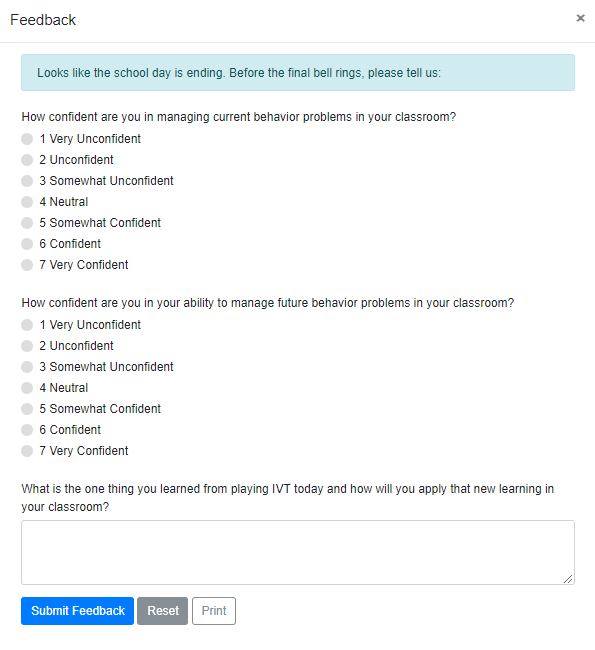 Feedback
×
Looks like the school day is ending. Before the final bell rings, please tell us:
How confident are you in managing current behavior problems in your classroom?
1 Very Unconfident
2 Unconfident
3 Somewhat Unconfident
4 Neutral
5 Somewhat Confident
6 Confident
7 Very Confident
How confident are you in your ability to manage future behavior problems in your classroom?
1 Very Unconfident
2 Unconfident
3 Somewhat Unconfident
4 Neutral
5 Somewhat Confident
6 Confident
7 Very Confident
What is the one thing you learned from playing IVT today and how will you apply that new learning in
your classroom?
Submit Feedback Reset Print